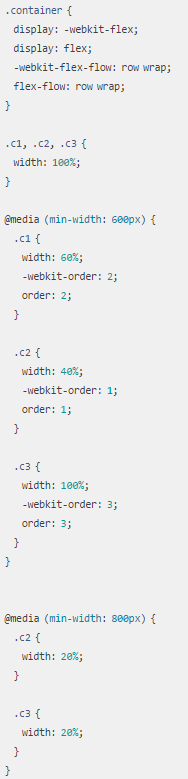 .container {
  display: -webkit-flex;
  display: flex;
  -webkit-flex-flow: row wrap;
  flex-flow: row wrap;
}

.c1, .c2, .c3 {
  width: 100%;
}

@media (min-width: 600px) {
  .c1 {
    width: 60%;
    -webkit-order: 2;
    order: 2;
  }

  .c2 {
    width: 40%;
    -webkit-order: 1;
    order: 1;
  }

  .c3 {
    width: 100%;
    -webkit-order: 3;
    order: 3;
  }
}


@media (min-width: 800px) {
  .c2 {
    width: 20%;
  }

  .c3 {
    width: 20%;
  }
}